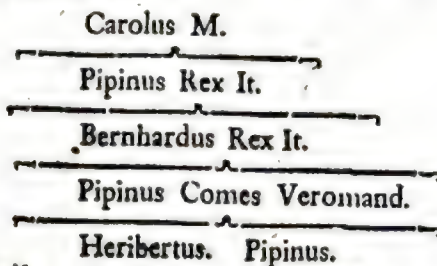 Carolus M.
Pipinus Rex It.
Bernhardus Rex It.
Pipinus Comes Veromand.
Heribertus. Pipinus.